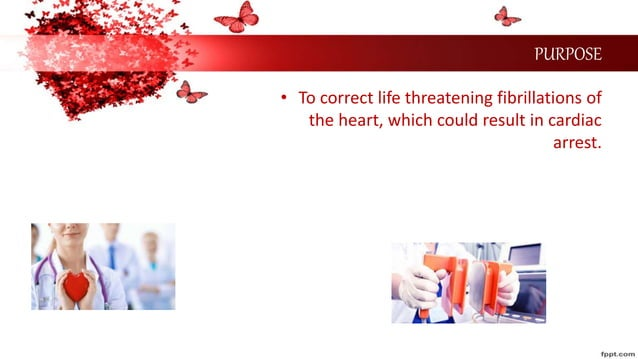 PURPOSE
• To correct life threatening fibrillations of
the heart, which could result in cardiac
arrest.
fppt.com